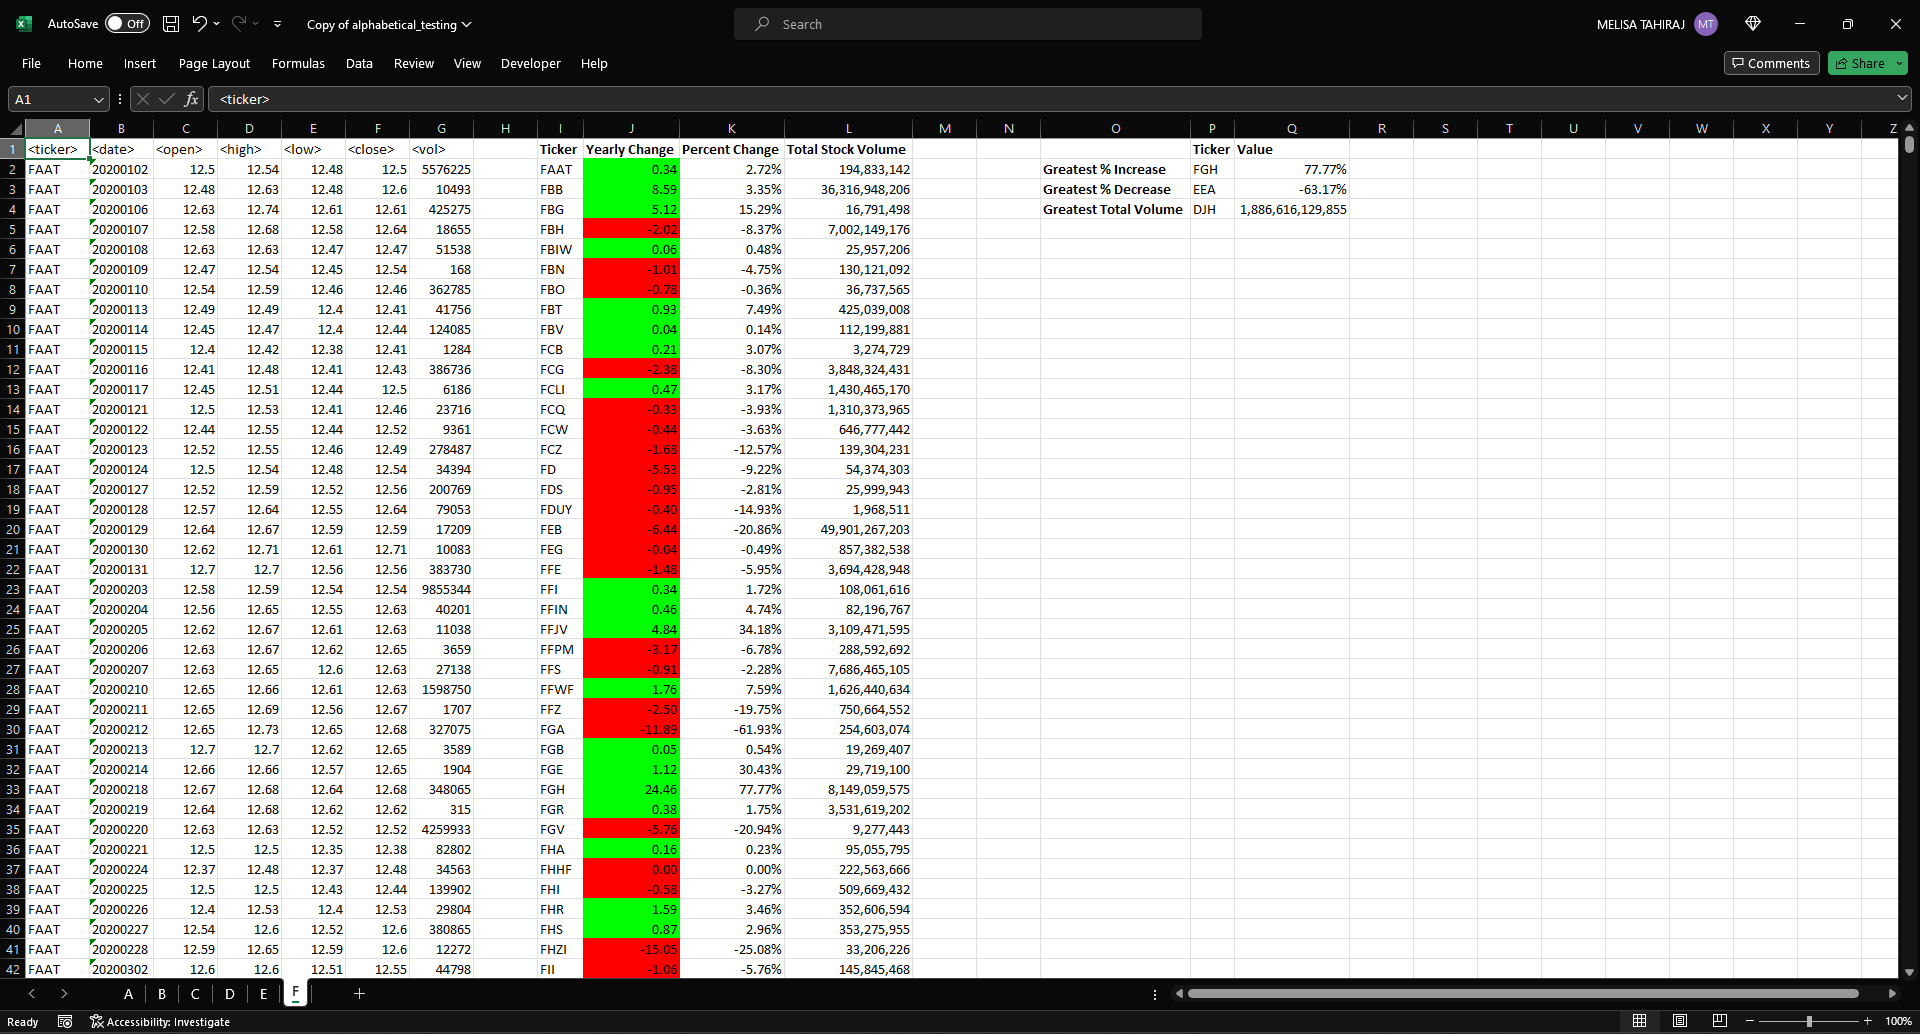 AutoSave Off Copy of alphabetical_testing Search MELISA TAHIRAJ MT
File Home Insert Page Layout Formulas Data Review View Developer Help Comments Share
A1 fx <ticker>
A B C D E F G H I J K L M N O P Q R S T U V W X Y Z
1 <ticker> <date> <open> <high> <low> <close> <vol> Ticker Yearly Change Percent Change Total Stock Volume Ticker Value
2 FAAT 20200102 12.5 12.54 12.48 12.5 5576225 FAAT 0.34 2.72% 194,833,142 Greatest % Increase FGH 77.77%
3 FAAT 20200103 12.48 12.63 12.48 12.6 10493 FBB 8.59 3.35% 36,316,948,206 Greatest % Decrease EEA -63.17%
4 FAAT 20200106 12.63 12.74 12.61 12.61 425275 FBG 5.12 15.29% 16,791,498 Greatest Total Volume DJH 1,886,616,129,855
5 FAAT 20200107 12.58 12.68 12.58 12.64 18655 FBH -2.02 -8.37% 7,002,149,176
6 FAAT 20200108 12.63 12.63 12.47 12.47 51538 FBIW 0.06 0.48% 25,957,206
7 FAAT 20200109 12.47 12.54 12.45 12.54 168 FBN -1.01 -4.75% 130,121,092
8 FAAT 20200110 12.54 12.59 12.46 12.46 362785 FBO -0.78 -0.36% 36,737,565
9 FAAT 20200113 12.49 12.49 12.4 12.41 41756 FBT 0.93 7.49% 425,039,008
10 FAAT 20200114 12.45 12.47 12.4 12.44 124085 FBV 0.04 0.14% 112,199,881
11 FAAT 20200115 12.4 12.42 12.38 12.41 1284 FCB 0.21 3.07% 3,274,729
12 FAAT 20200116 12.41 12.48 12.41 12.43 386736 FCG -2.38 -8.30% 3,848,324,431
13 FAAT 20200117 12.45 12.51 12.44 12.5 6186 FCLI 0.47 3.17% 1,430,465,170
14 FAAT 20200121 12.5 12.53 12.41 12.46 23716 FCQ -0.33 -3.93% 1,310,373,965
15 FAAT 20200122 12.44 12.55 12.44 12.52 9361 FCW -0.44 -3.63% 646,777,442
16 FAAT 20200123 12.52 12.55 12.46 12.49 278487 FCZ -1.68 -12.57% 139,304,231
17 FAAT 20200124 12.5 12.54 12.48 12.54 34394 FD -5.53 -9.22% 54,374,303
18 FAAT 20200127 12.52 12.59 12.52 12.56 200769 FDS -0.95 -2.81% 25,999,943
19 FAAT 20200128 12.57 12.64 12.55 12.64 79053 FDUY -0.40 -14.93% 1,968,511
20 FAAT 20200129 12.64 12.67 12.59 12.59 17209 FEB -6.44 -20.86% 49,901,267,203
21 FAAT 20200130 12.62 12.71 12.61 12.71 10083 FEG -0.04 -0.49% 857,382,538
22 FAAT 20200131 12.7 12.7 12.56 12.56 383730 FFE -1.48 -5.95% 3,694,428,948
23 FAAT 20200203 12.58 12.59 12.54 12.54 9855344 FFI 0.34 1.72% 108,061,616
24 FAAT 20200204 12.56 12.65 12.55 12.63 40201 FFIN 0.46 4.74% 82,196,767
25 FAAT 20200205 12.62 12.67 12.61 12.63 11038 FFJV 4.84 34.18% 3,109,471,595
26 FAAT 20200206 12.63 12.67 12.62 12.65 3659 FFPM -3.17 -6.78% 288,592,692
27 FAAT 20200207 12.63 12.65 12.6 12.63 27138 FFS -0.91 -2.28% 7,686,465,105
28 FAAT 20200210 12.65 12.66 12.61 12.63 1598750 FFWF 1.76 7.59% 1,626,440,634
29 FAAT 20200211 12.65 12.69 12.56 12.67 1707 FFZ -2.50 -19.75% 750,664,552
30 FAAT 20200212 12.65 12.73 12.65 12.68 327075 FGA -11.89 -61.93% 254,603,074
31 FAAT 20200213 12.7 12.7 12.62 12.65 3589 FGB 0.05 0.54% 19,269,407
32 FAAT 20200214 12.66 12.66 12.57 12.65 1904 FGE 1.12 30.43% 29,719,100
33 FAAT 20200218 12.67 12.68 12.64 12.68 348065 FGH 24.46 77.77% 8,149,059,575
34 FAAT 20200219 12.64 12.68 12.62 12.62 315 FGR 0.38 1.75% 3,531,619,202
35 FAAT 20200220 12.63 12.63 12.52 12.52 4259933 FGV -5.76 -20.94% 9,277,443
36 FAAT 20200221 12.5 12.5 12.35 12.38 82802 FHA 0.16 0.23% 95,055,795
37 FAAT 20200224 12.37 12.48 12.37 12.48 34563 FHHF 0.00 0.00% 222,563,666
38 FAAT 20200225 12.5 12.5 12.43 12.44 139902 FHI -0.58 -3.27% 509,669,432
39 FAAT 20200226 12.4 12.53 12.4 12.53 29804 FHR 1.59 3.46% 352,606,594
40 FAAT 20200227 12.54 12.6 12.52 12.6 380865 FHS 0.87 2.96% 353,275,955
41 FAAT 20200228 12.59 12.65 12.59 12.6 12272 FHZI -15.05 -25.08% 33,206,226
42 FAAT 20200302 12.6 12.6 12.51 12.55 44798 FII -1.06 -5.76% 145,845,468
A B C D E F
Ready Accessibility: Investigate 100%